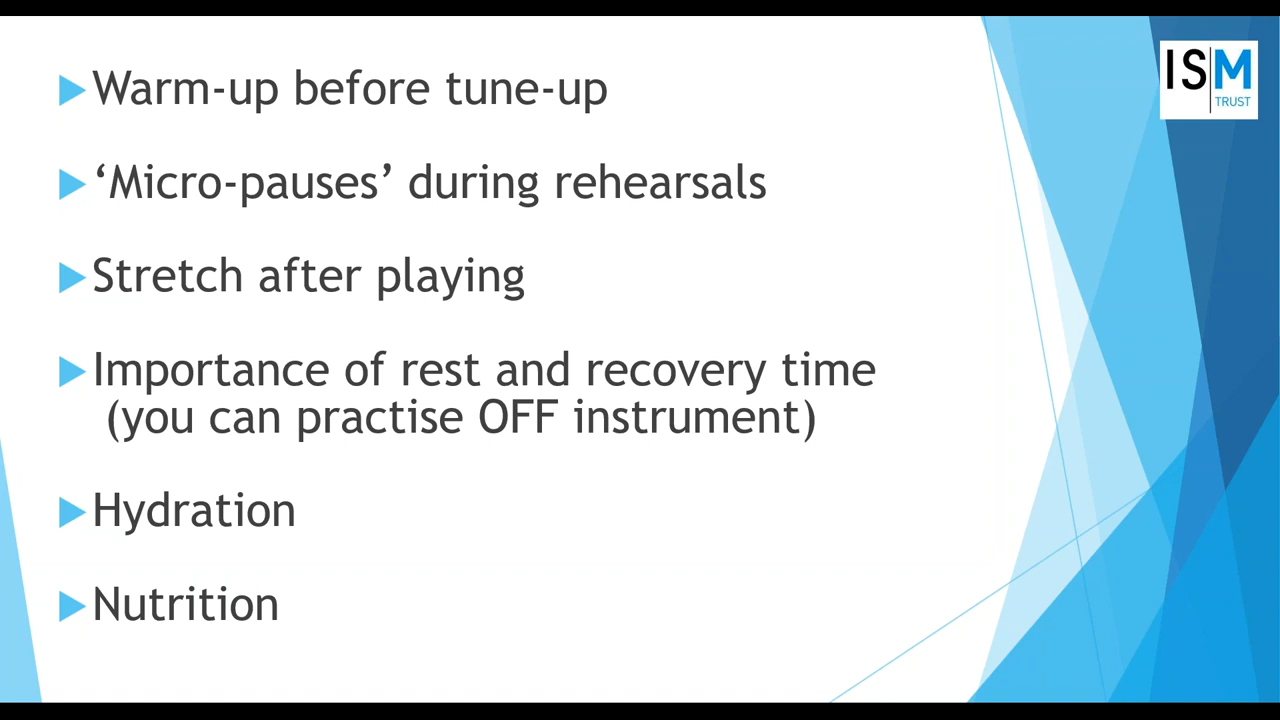 Warm-up before tune-up
‘Micro-pauses’ during rehearsals
Stretch after playing
Importance of rest and recovery time
(you can practise OFF instrument)
Hydration
Nutrition
ISM
TRUST